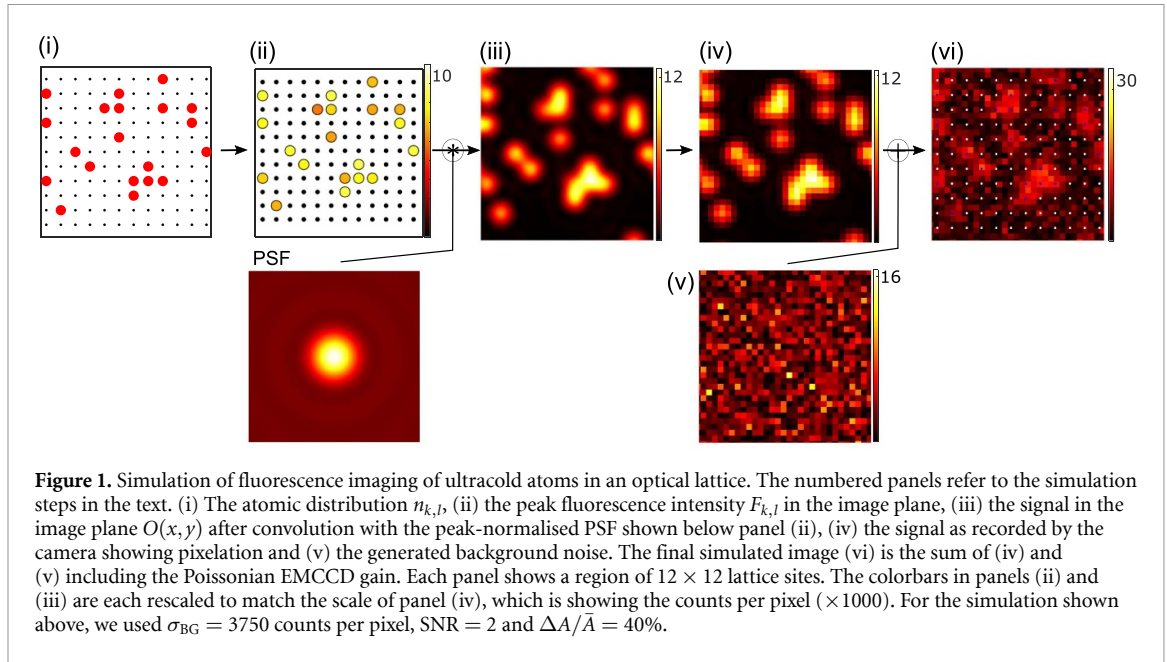 (i)
(ii)
(iii)
(iv)
(vi)
10
12
12
30
PSF
(v)
16
Figure 1. Simulation of fluorescence imaging of ultracold atoms in an optical lattice. The numbered panels refer to the simulation
steps in the text. (i) The atomic distribution nₖ,ₗ, (ii) the peak fluorescence intensity Fₖ,ₗ in the image plane, (iii) the signal in the
image plane O(x, y) after convolution with the peak-normalised PSF shown below panel (ii), (iv) the signal as recorded by the
camera showing pixelation and (v) the generated background noise. The final simulated image (vi) is the sum of (iv) and
(v) including the Poissonian EMCCD gain. Each panel shows a region of 12 × 12 lattice sites. The colorbars in panels (ii) and
(iii) are each rescaled to match the scale of panel (iv), which is showing the counts per pixel (×1000). For the simulation shown
above, we used σBG = 3750 counts per pixel, SNR = 2 and ΔA/Ā = 40%.